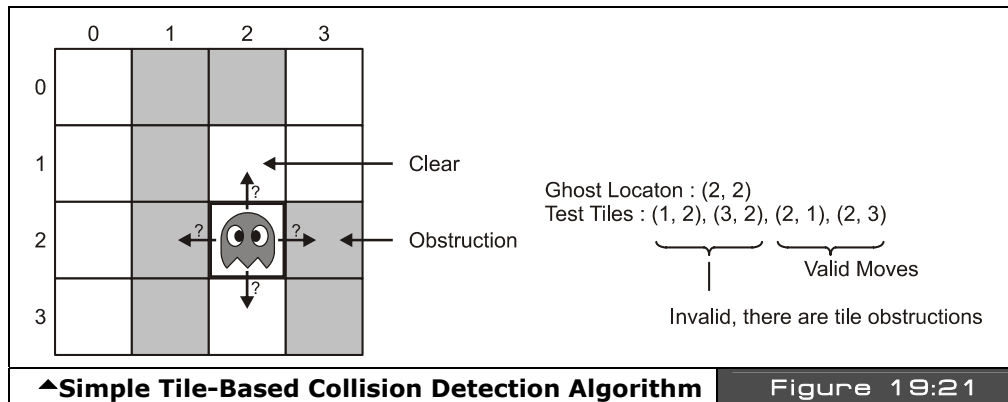 0 1 2 3
0
1
2
3
Clear
Obstruction
?
? ?
?
Ghost Locaton : (2, 2)
Test Tiles : (1, 2), (3, 2), (2, 1), (2, 3)
Valid Moves
Invalid, there are tile obstructions
Simple Tile-Based Collision Detection Algorithm
Figure 19:21